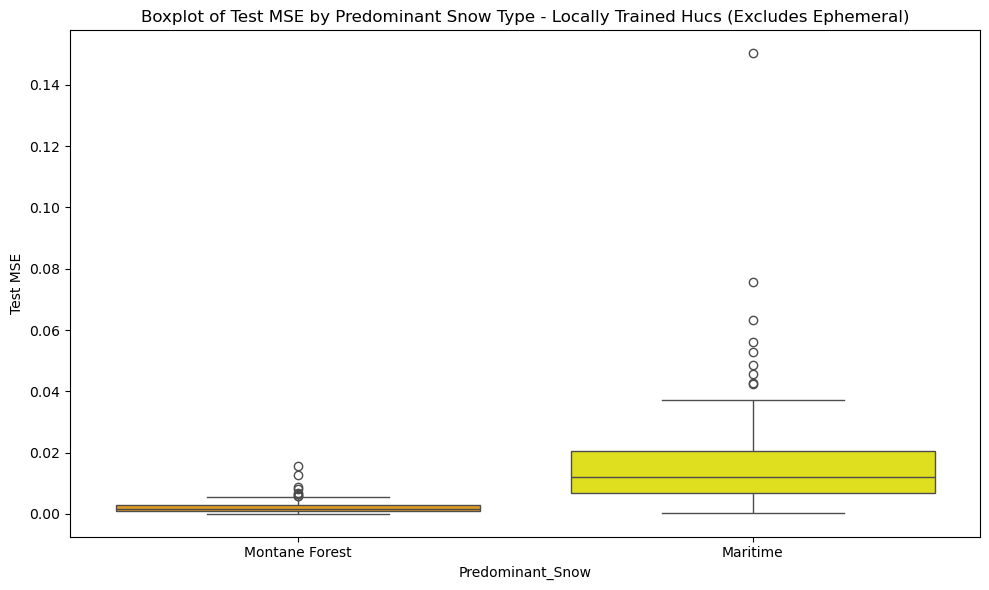 Boxplot of Test MSE by Predominant Snow Type - Locally Trained Hucs (Excludes Ephemeral)
Test MSE
0.14
0.12
0.10
0.08
0.06
0.04
0.02
0.00
Montane Forest
Maritime
Predominant_Snow